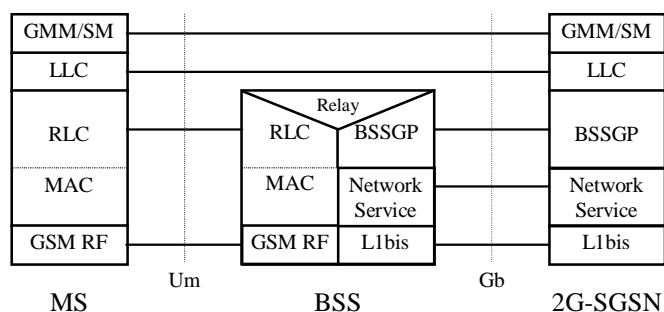 GMM/SM
GMM/SM
LLC
LLC
Relay
RLC
RLC
BSSGP
BSSGP
MAC
MAC
Network
Service
Network
Service
GSM RF
GSM RF
L1bis
L1bis
Um
Gb
MS
BSS
2G-SGSN